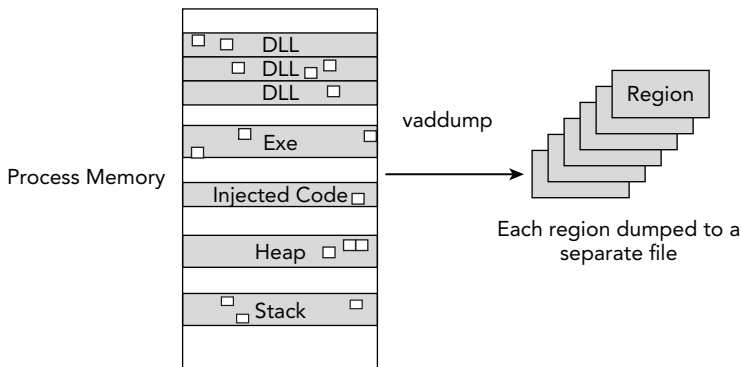 Process Memory
DLL
DLL
DLL
Exe
Injected Code
Heap
Stack
vaddump
Region
Each region dumped to a
separate file